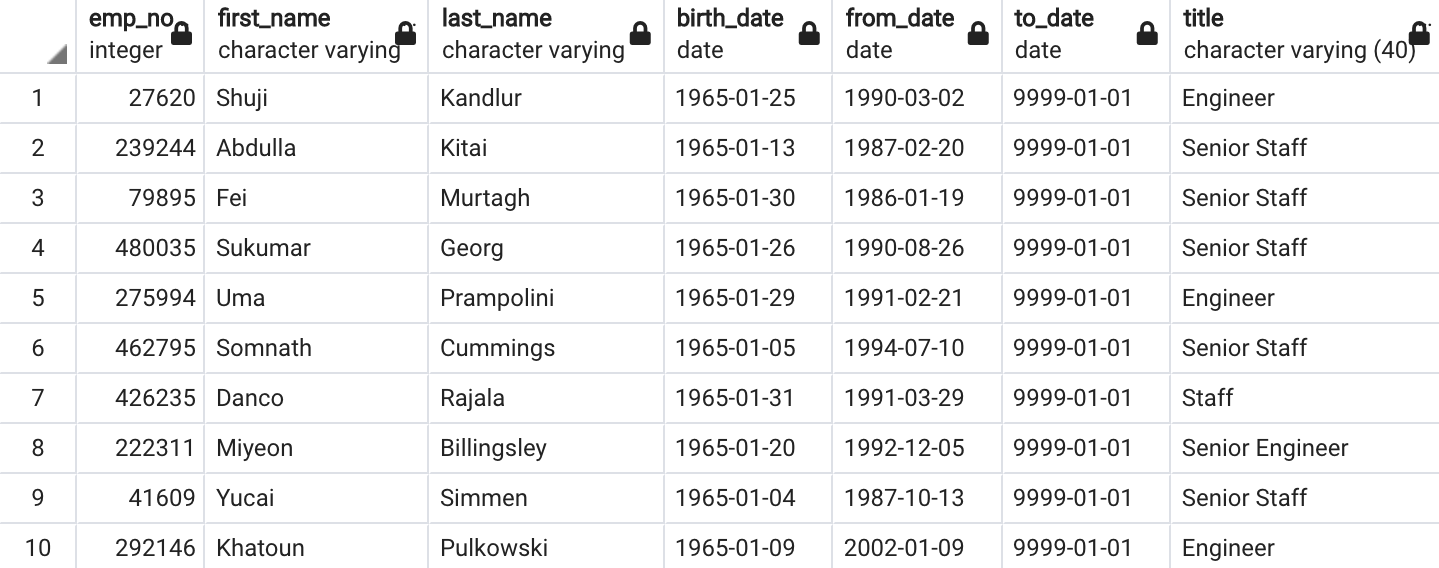 emp_no first_name last_name birth_date from_date to_date title
integer character varying character varying date date date character varying (40)
1 27620 Shuji Kandlur 1965-01-25 1990-03-02 9999-01-01 Engineer
2 239244 Abdulla Kitai 1965-01-13 1987-02-20 9999-01-01 Senior Staff
3 79895 Fei Murtagh 1965-01-30 1986-01-19 9999-01-01 Senior Staff
4 480035 Sukumar Georg 1965-01-26 1990-08-26 9999-01-01 Senior Staff
5 275994 Uma Prampolini 1965-01-29 1991-02-21 9999-01-01 Engineer
6 462795 Somnath Cummings 1965-01-05 1994-07-10 9999-01-01 Senior Staff
7 426235 Danco Rajala 1965-01-31 1991-03-29 9999-01-01 Staff
8 222311 Miyeon Billingsley 1965-01-20 1992-12-05 9999-01-01 Senior Engineer
9 41609 Yucai Simmen 1965-01-04 1987-10-13 9999-01-01 Senior Staff
10 292146 Khatoun Pulkowski 1965-01-09 2002-01-09 9999-01-01 Engineer